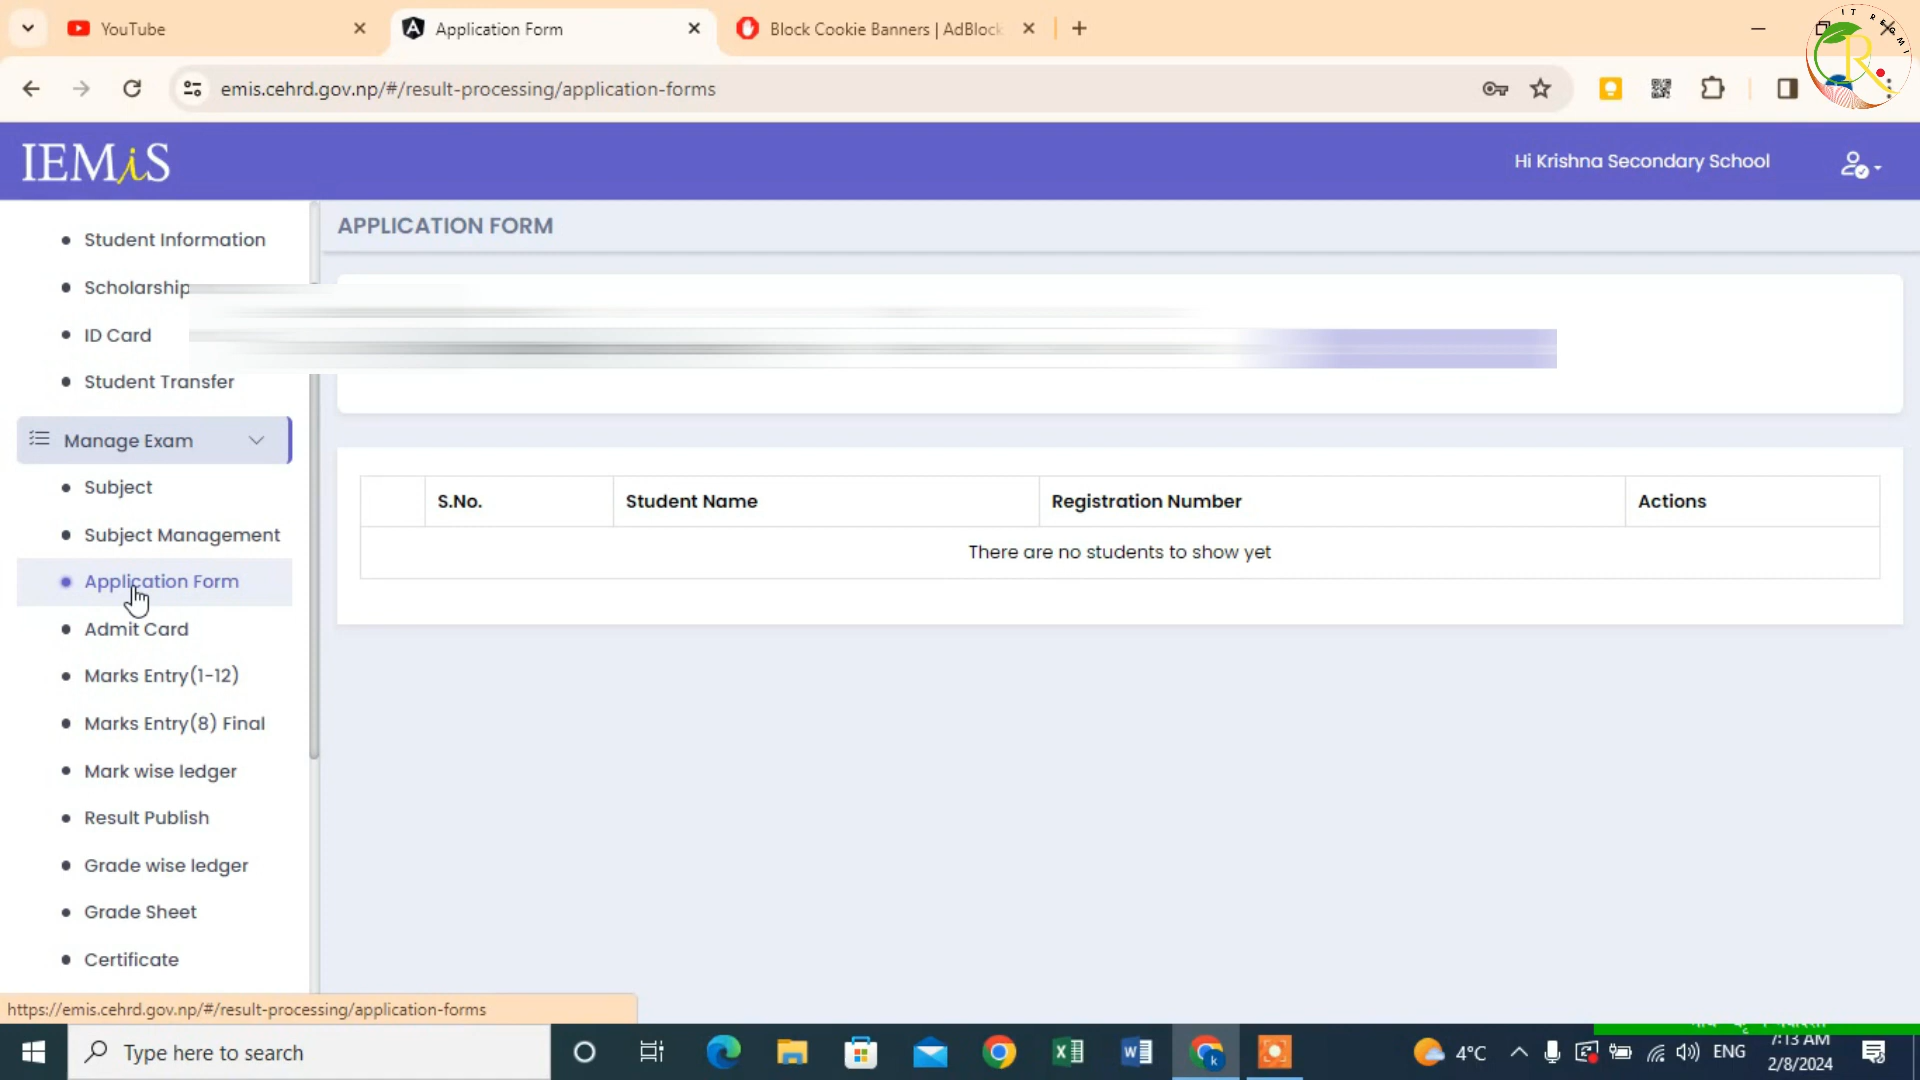 YouTube
Application Form
Block Cookie Banners | AdBlock
emis.cehrd.gov.np/#/result-processing/application-forms
IT REGMI
R
IEMiS
Hi Krishna Secondary School
Student Information
Scholarship
ID Card
Student Transfer
Manage Exam
Subject
Subject Management
Application Form
Admit Card
Marks Entry(1-12)
Marks Entry(8) Final
Mark wise ledger
Result Publish
Grade wise ledger
Grade Sheet
Certificate
APPLICATION FORM
S.No. Student Name Registration Number Actions
There are no students to show yet
https://emis.cehrd.gov.np/#/result-processing/application-forms
Type here to search
4°C
ENG
7:13 AM
2/8/2024